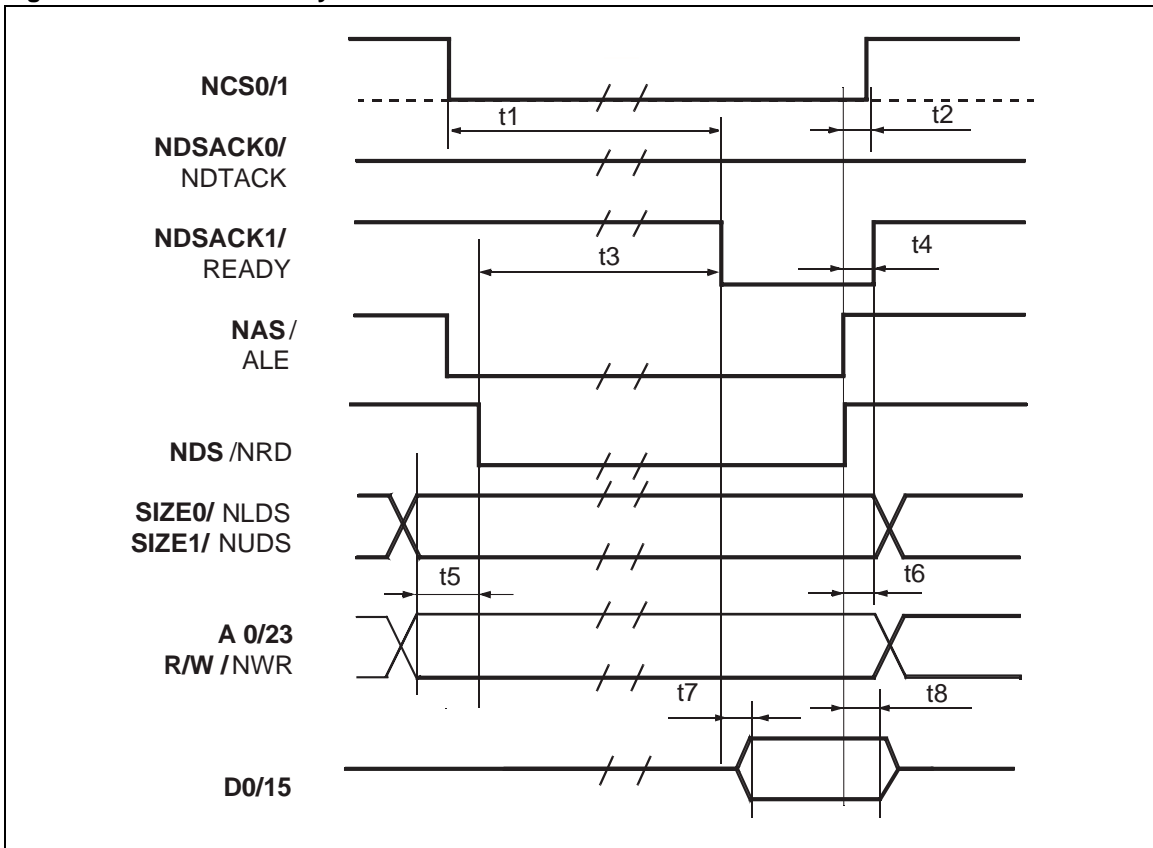 NCS0/1
t1
t2
NDSACK0/
NDTACK
NDSACK1/
READY
t3
t4
NAS/
ALE
NDS /NRD
SIZE0/ NLDS
SIZE1/ NUDS
t5
t6
A 0/23
R/W /NWR
t7
t8
D0/15